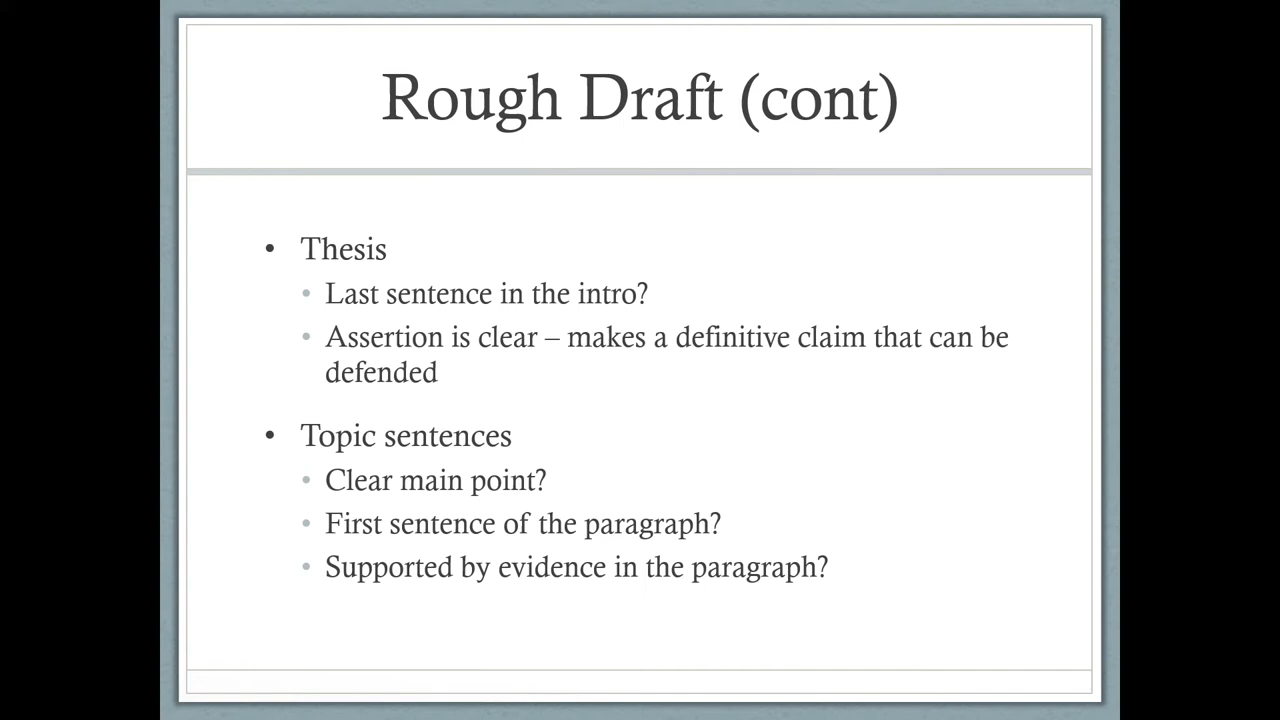 Rough Draft (cont)
• Thesis
• Last sentence in the intro?
• Assertion is clear – makes a definitive claim that can be
defended
• Topic sentences
• Clear main point?
• First sentence of the paragraph?
• Supported by evidence in the paragraph?